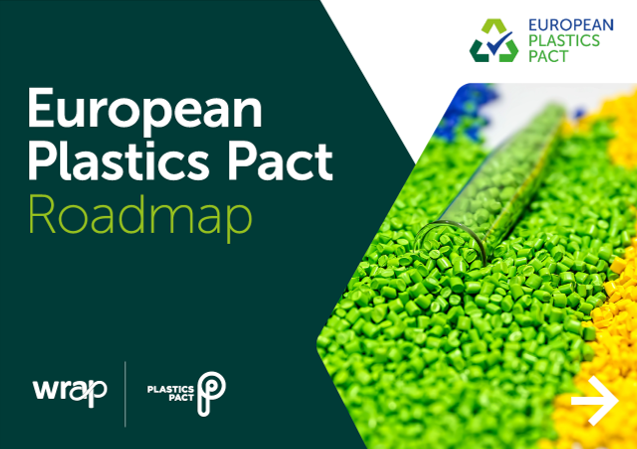 EUROPEAN
PLASTICS
PACT
European
Plastics Pact
Roadmap
wrap
PLASTICS
PACT